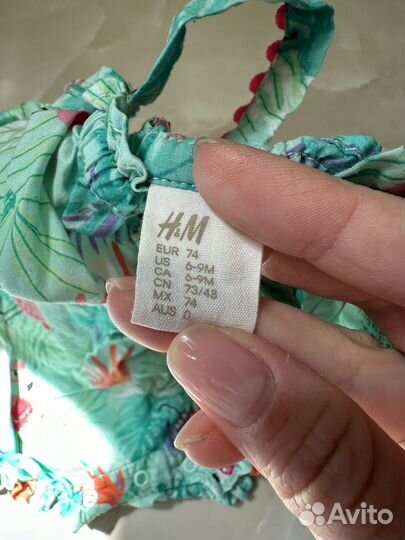 H&M
EUR 74
US 6-9M
CA 6-9M
CN 73/48
MX 74
AUS 0
Avito